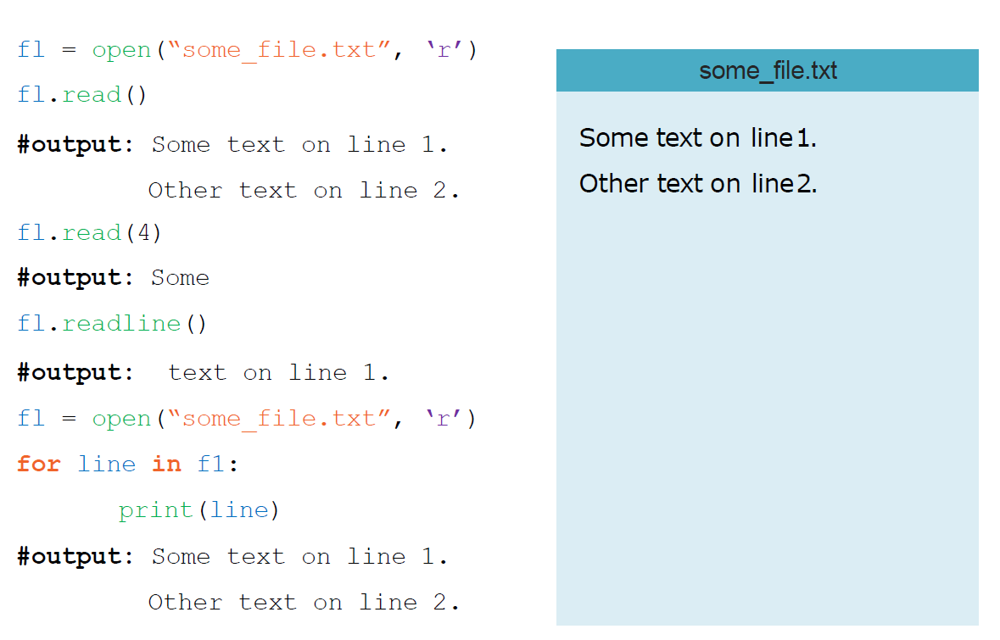 fl = open(“some_file.txt”, ‘r’)
fl.read()
#output: Some text on line 1.
Other text on line 2.
fl.read(4)
#output: Some
fl.readline()
#output:  text on line 1.
fl = open(“some_file.txt”, ‘r’)
for line in f1:
print(line)
#output: Some text on line 1.
Other text on line 2.
some_file.txt
Some text on line1.
Other text on line2.